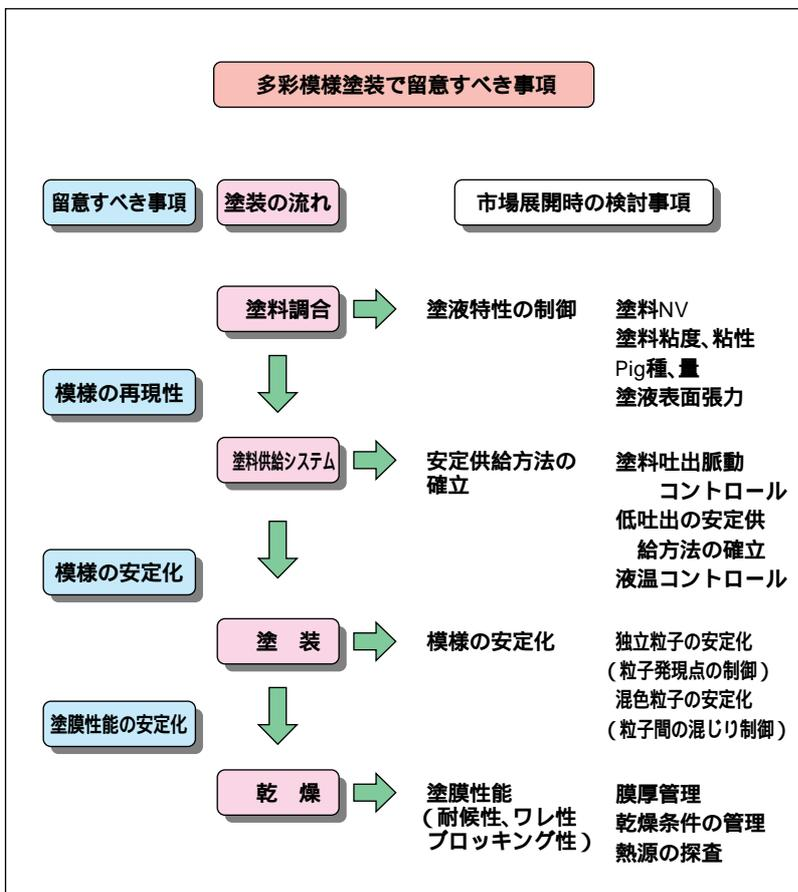 多彩模様塗装で留意すべき事項
留意すべき事項
塗装の流れ
市場展開時の検討事項
塗料調合
塗液特性の制御
塗料NV
塗料粘度、粘性
Pig種、量
塗液表面張力
模様の再現性
塗料供給システム
安定供給方法の
確立
塗料吐出脈動
コントロール
低吐出の安定供
給方法の確立
液温コントロール
模様の安定化
塗 装
模様の安定化
独立粒子の安定化
(粒子発現点の制御)
混色粒子の安定化
(粒子間の混じり制御)
塗膜性能の安定化
乾 燥
塗膜性能
(耐候性、ワレ性
ブロッキング性)
膜厚管理
乾燥条件の管理
熱源の探査